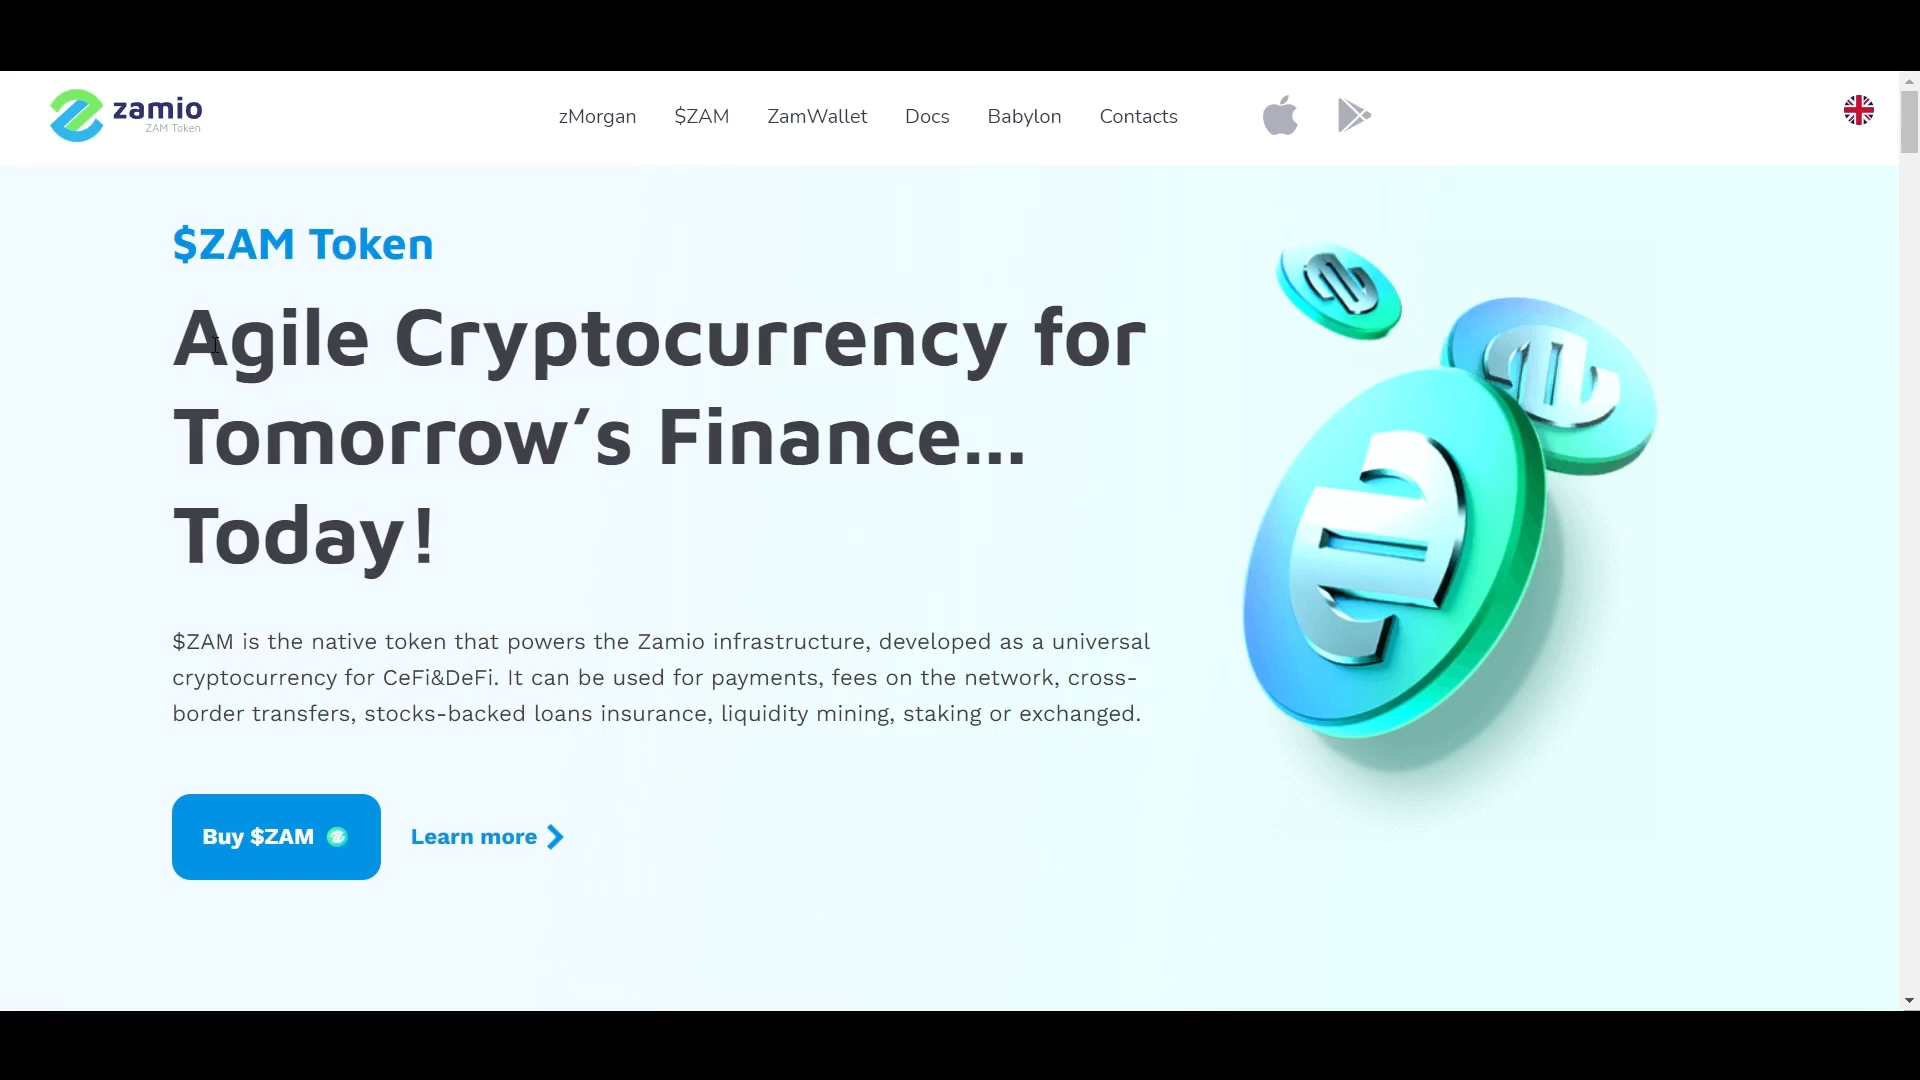 zamio
ZAM Token
zMorgan $ZAM ZamWallet Docs Babylon Contacts
$ZAM Token
Agile Cryptocurrency for
Tomorrow’s Finance...
Today!
$ZAM is the native token that powers the Zamio infrastructure, developed as a universal
cryptocurrency for CeFi&DeFi. It can be used for payments, fees on the network, cross-
border transfers, stocks-backed loans insurance, liquidity mining, staking or exchanged.
Buy $ZAM
Learn more